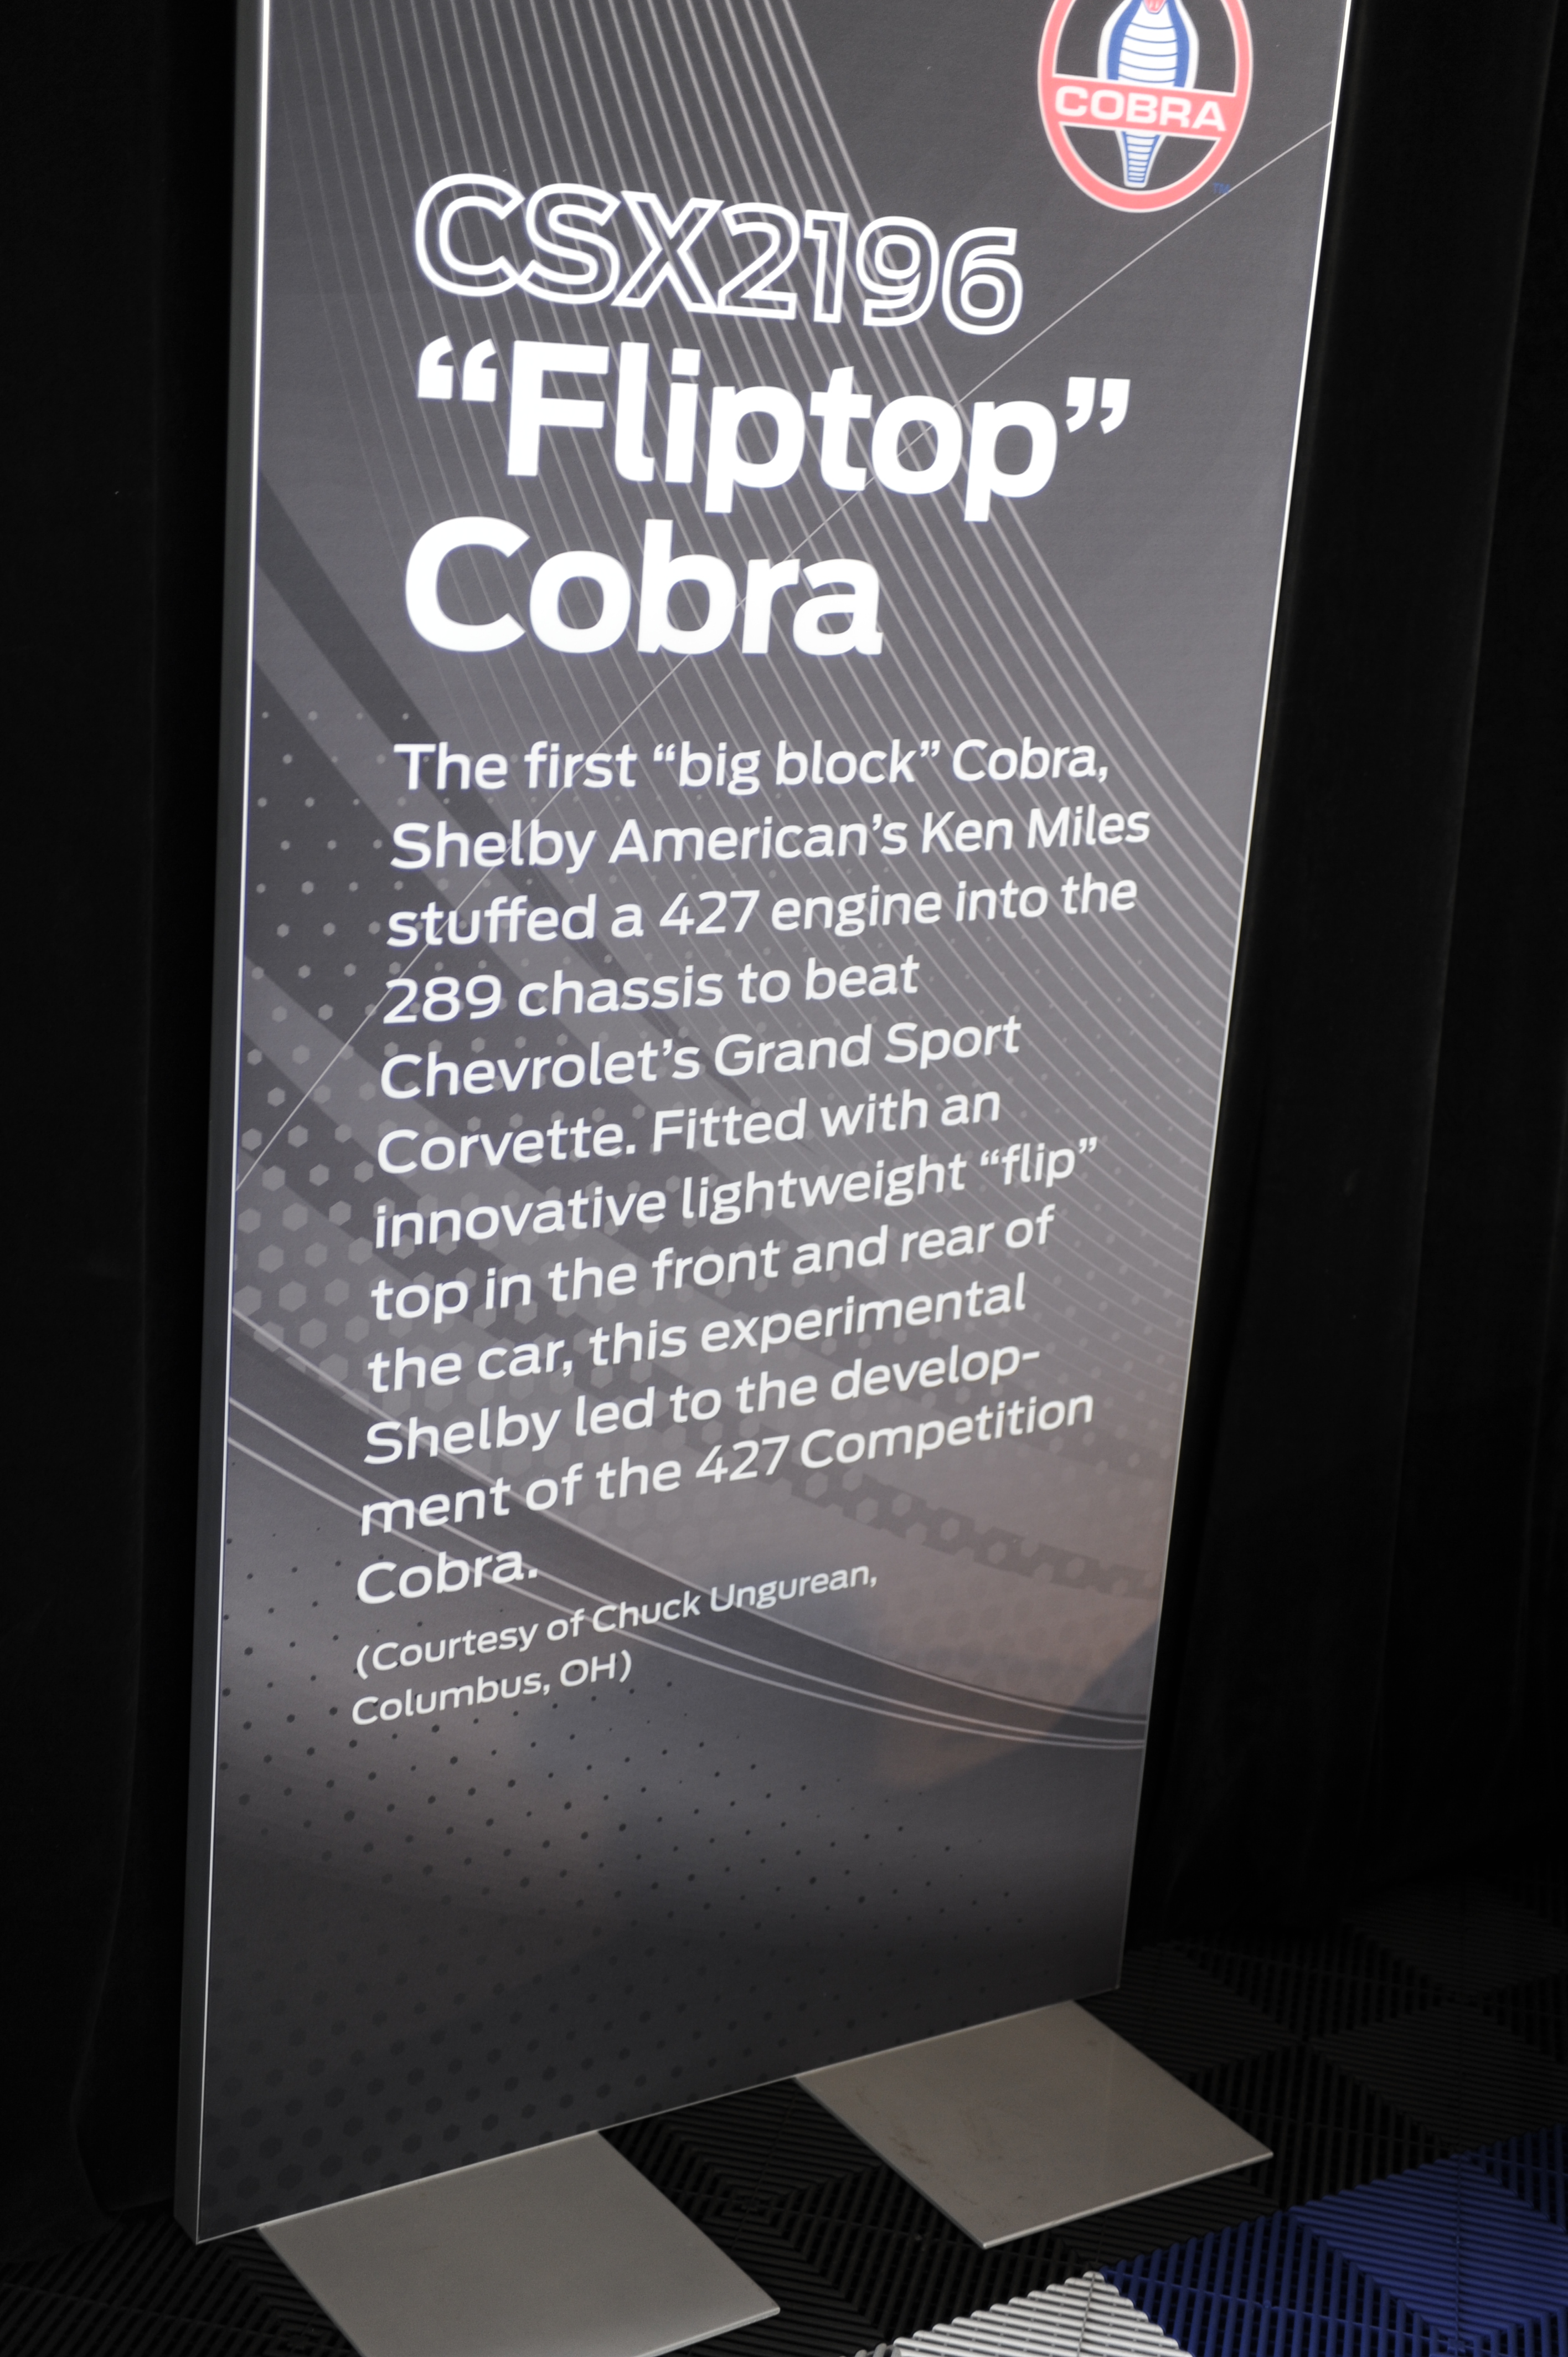 COBRA
TM
CSX2196
“Fliptop”
Cobra
The first “big block” Cobra,
Shelby American’s Ken Miles
stuffed a 427 engine into the
289 chassis to beat
Chevrolet’s Grand Sport
Corvette. Fitted with an
innovative lightweight “flip”
top in the front and rear of
the car, this experimental
Shelby led to the develop-
ment of the 427 Competition
Cobra.
(Courtesy of Chuck Ungurean,
Columbus, OH)